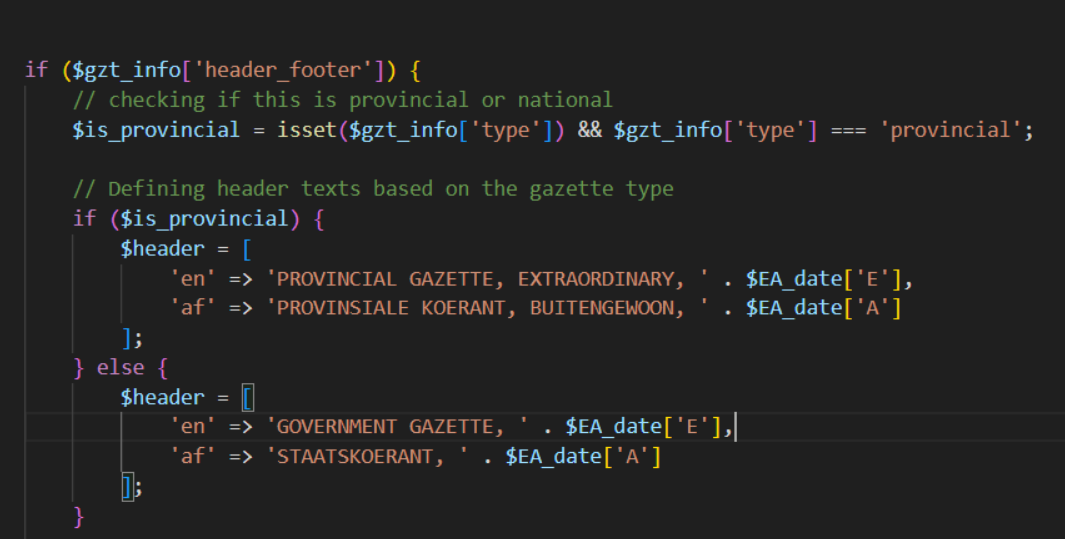 if ($gzt_info['header_footer']) {
// checking if this is provincial or national
$is_provincial = isset($gzt_info['type']) && $gzt_info['type'] === 'provincial';
// Defining header texts based on the gazette type
if ($is_provincial) {
$header = [
'en' => 'PROVINCIAL GAZETTE, EXTRAORDINARY, ' . $EA_date['E'],
'af' => 'PROVINSIALE KOERANT, BUITENGEWOON, ' . $EA_date['A']
];
} else {
$header = [
'en' => 'GOVERNMENT GAZETTE, ' . $EA_date['E'],
'af' => 'STAATSKOERANT, ' . $EA_date['A']
];
}